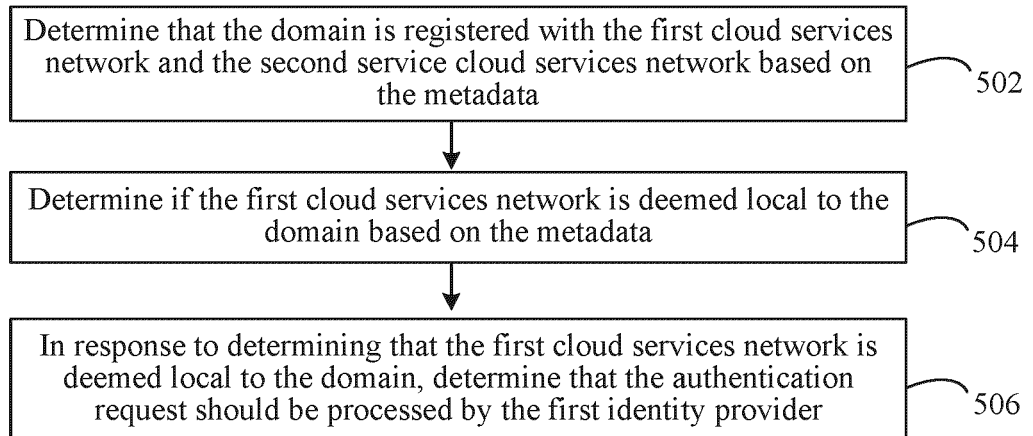 Determine that the domain is registered with the first cloud services
network and the second service cloud services network based on
the metadata
502
Determine if the first cloud services network is deemed local to the
domain based on the metadata
504
In response to determining that the first cloud services network is
deemed local to the domain, determine that the authentication
request should be processed by the first identity provider
506